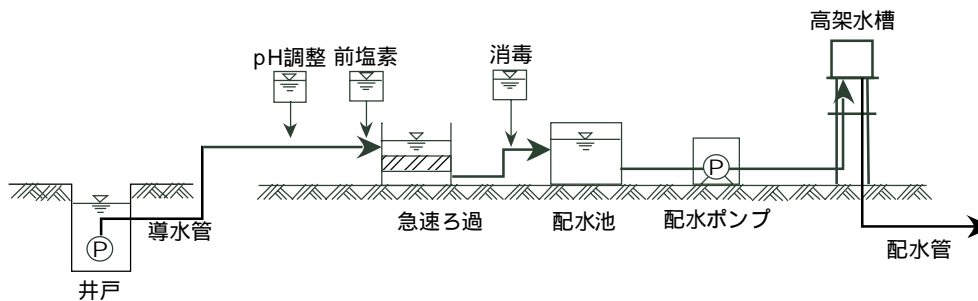 高架水槽
pH調整 前塩素 消毒
P
導水管
急速ろ過
配水池
配水ポンプ
P
配水管
井戸